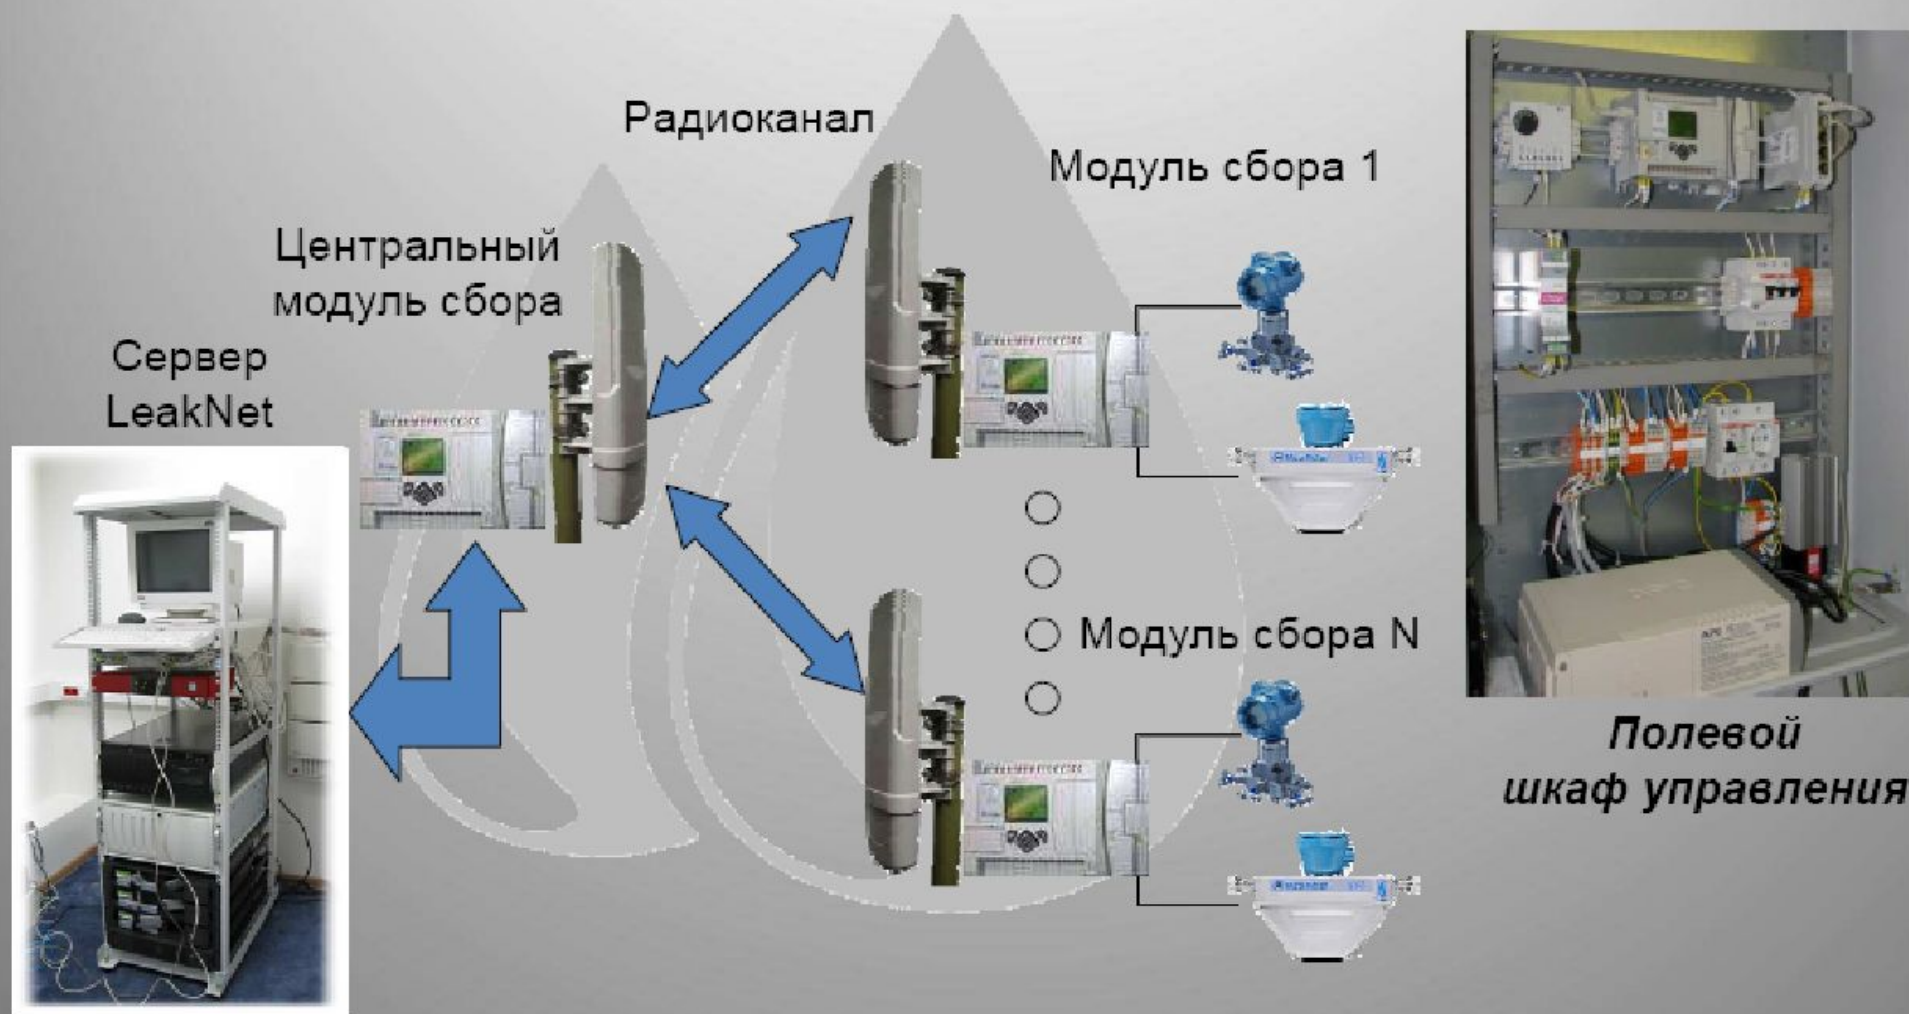 Радиоканал
Модуль сбора 1
Центральный
модуль сбора
Сервер
LeakNet
Модуль сбора N
Полевой
шкаф управления